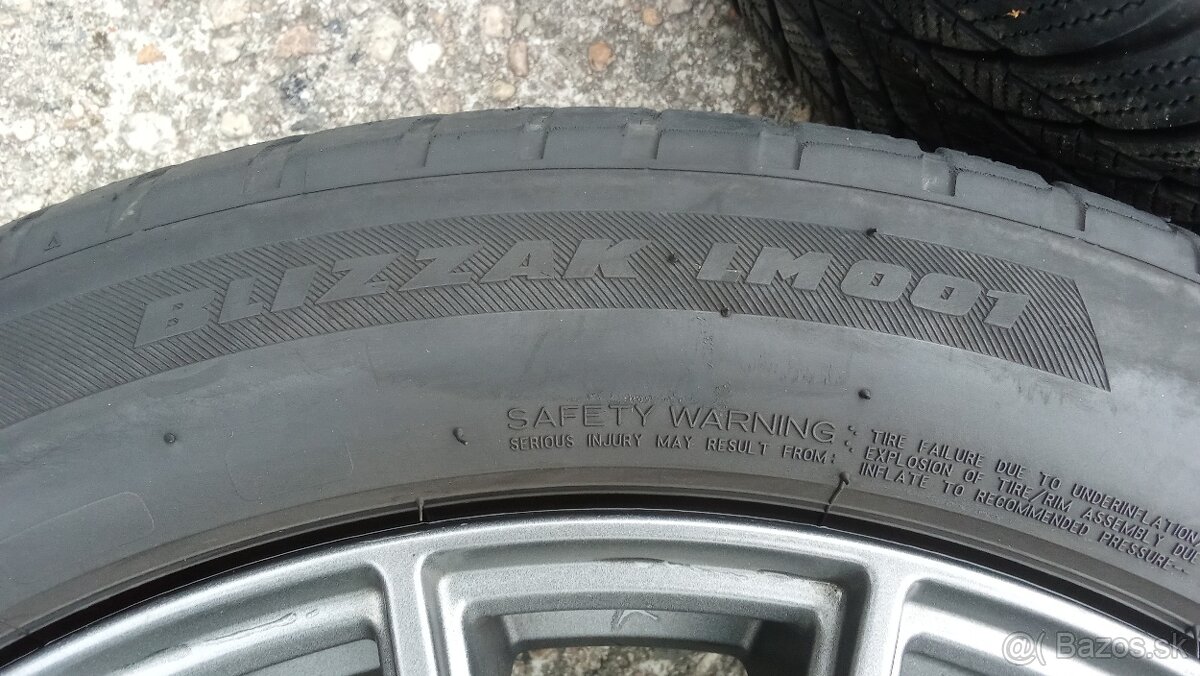 BLIZZAK LM001
SAFETY WARNING
SERIOUS INJURY MAY RESULT FROM:
TIRE FAILURE DUE TO UNDERINFLATION
EXPLOSION OF TIRE/RIM ASSEMBLY DUE
INFLATE TO RECOMMENDED PRESSURE
@( Bazos.sk